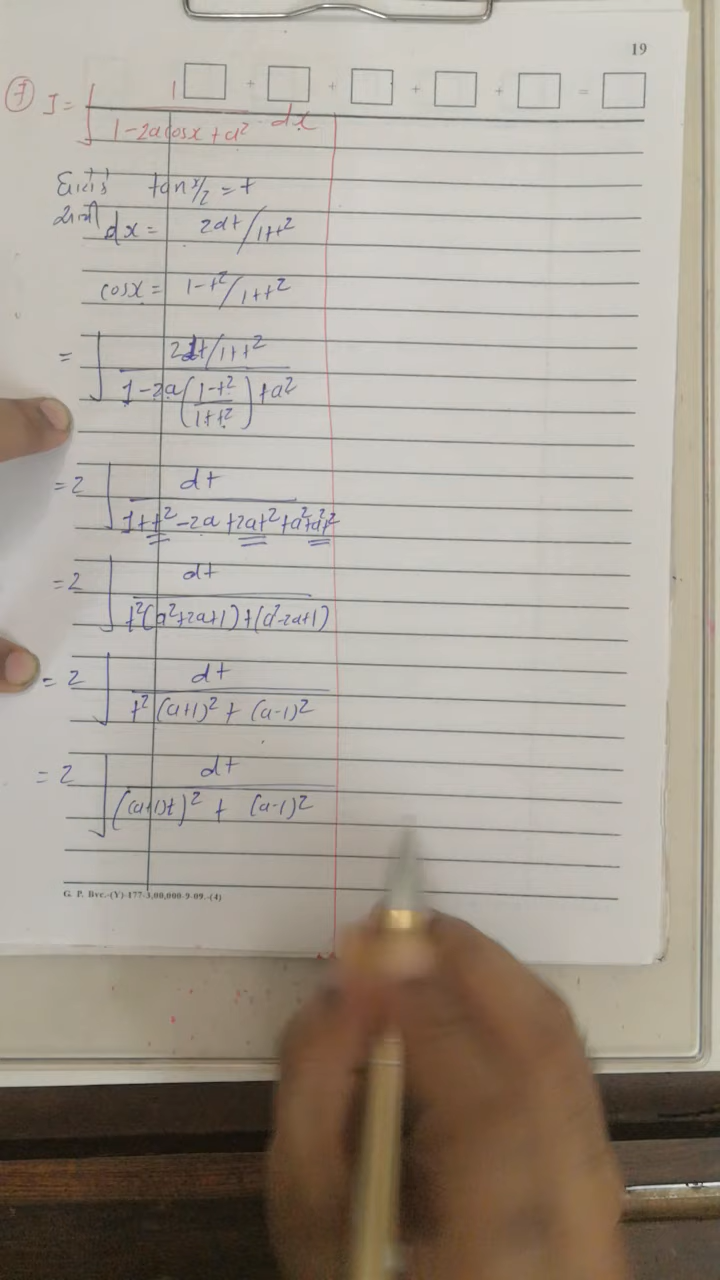 19
1 + + + + =
⑦ I = ∫ 1 / 1-2acosx+a² dx
tan x/2 = t
dx = 2dt/1+t²
cosx = 1-t²/1+t²
= ∫ 2dt/1+t² / 1-2a(1-t²/1+t²)+a²
= 2 ∫ dt / 1+t²-2a+2at²+a²+a²t²
= 2 ∫ dt / t²(a²+2a+1)+(a²-2a+1)
= 2 ∫ dt / t²(a+1)² + (a-1)²
= 2 ∫ dt / ((a+1)t)² + (a-1)²
G. P. Bvc.-(Y)-177-3,00,000-9-09.-(4)